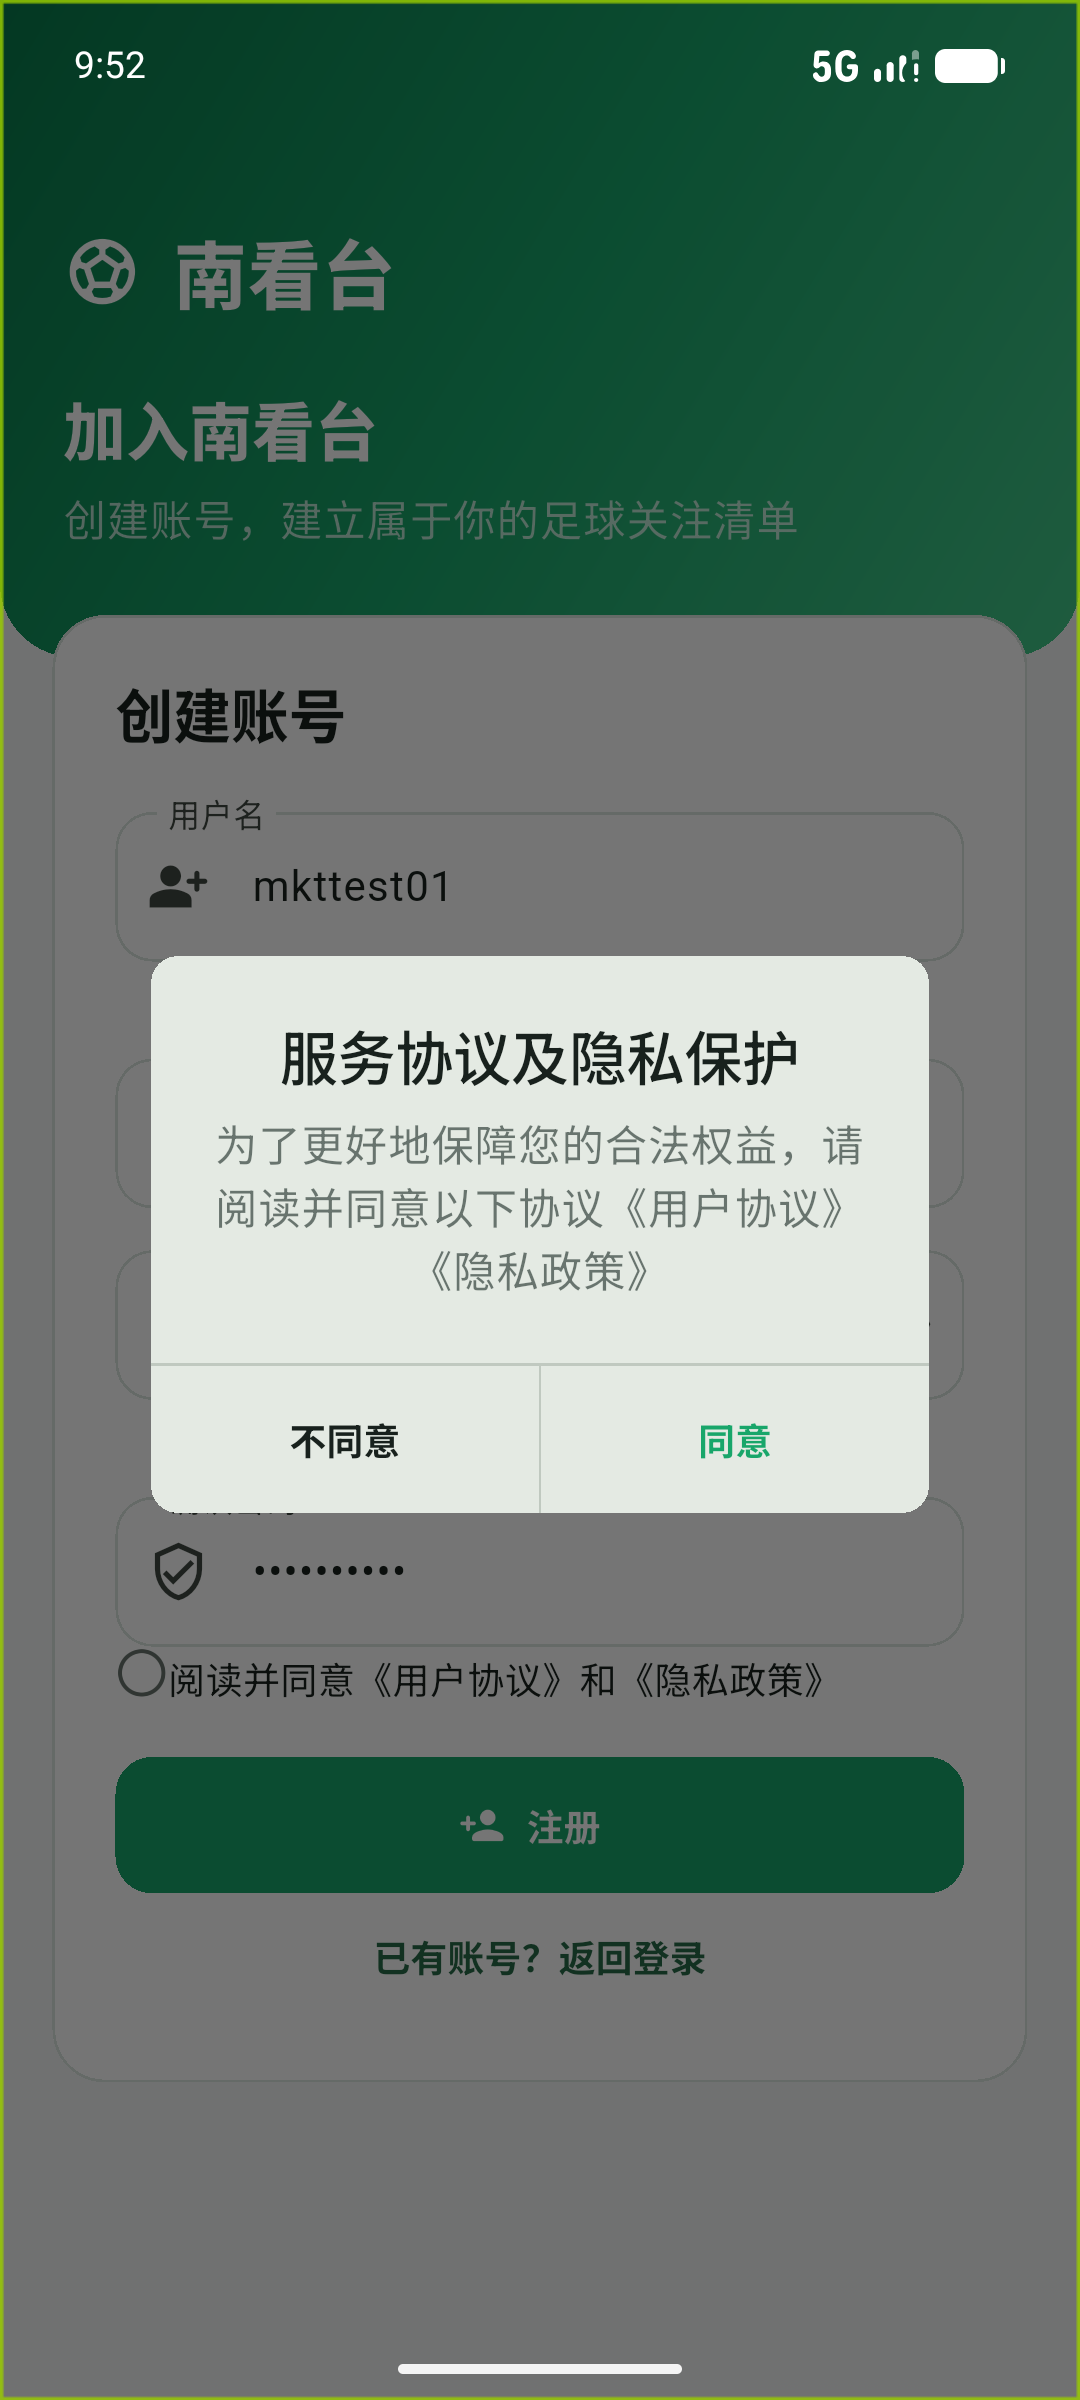 9:52
5G
南看台
加入南看台
创建账号，建立属于你的足球关注清单
创建账号
用户名
mkttest01
服务协议及隐私保护
为了更好地保障您的合法权益，请
阅读并同意以下协议《用户协议》
《隐私政策》
不同意
同意
••••••••••
阅读并同意《用户协议》和《隐私政策》
注册
已有账号？返回登录